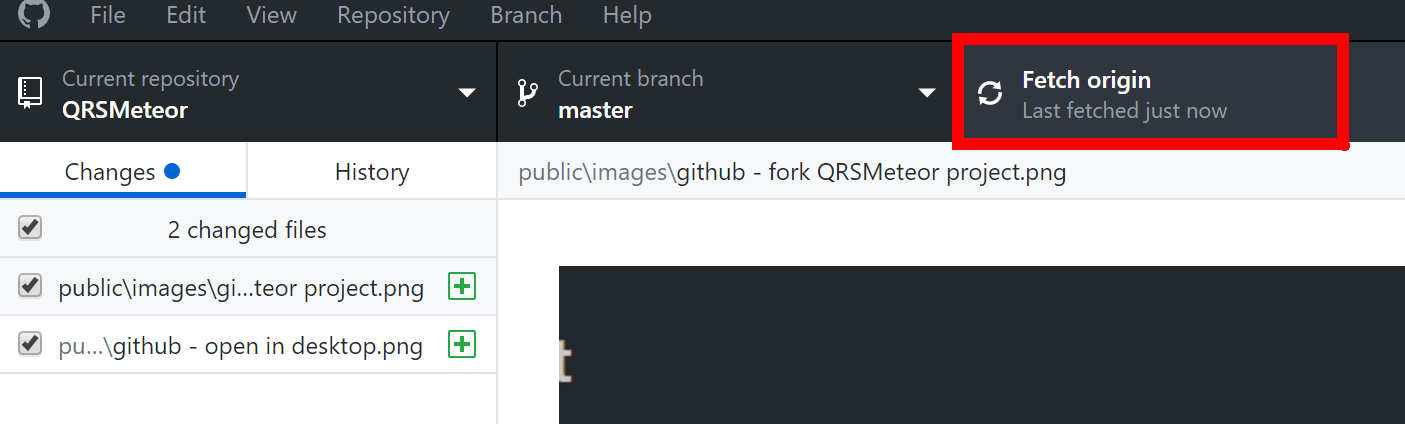 File Edit View Repository Branch Help
Current repository
QRSMeteor
Current branch
master
Fetch origin
Last fetched just now
Changes
History
public\images\github - fork QRSMeteor project.png
2 changed files
public\images\gi...teor project.png
pu...\github - open in desktop.png
t